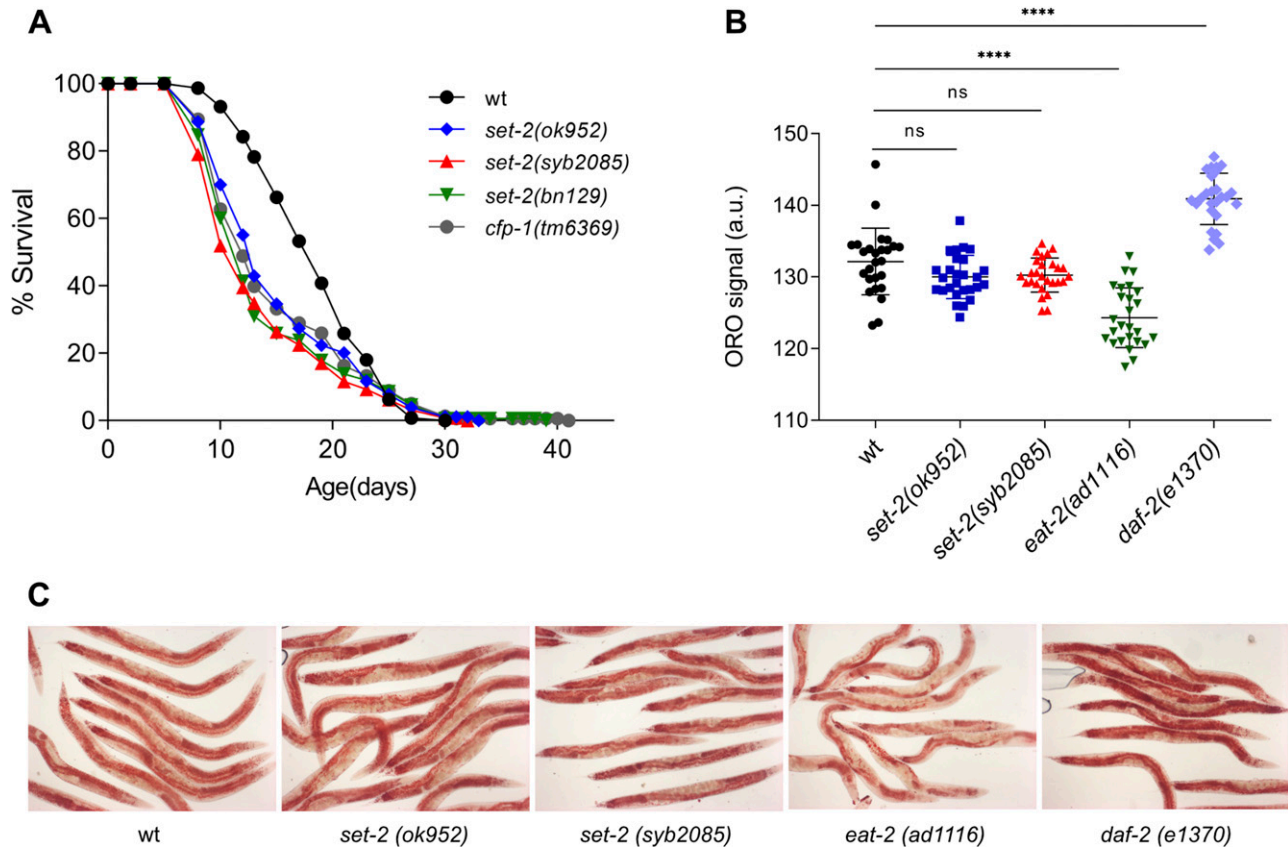 A
% Survival
100
80
60
40
20
0
0 10 20 30 40
Age(days)
wt
set-2(ok952)
set-2(syb2085)
set-2(bn129)
cfp-1(tm6369)
B
****
****
ns
ns
ORO signal (a.u.)
150
140
130
120
110
wt
set-2(ok952)
set-2(syb2085)
eat-2(ad1116)
daf-2(e1370)
C
wt
set-2 (ok952)
set-2 (syb2085)
eat-2 (ad1116)
daf-2 (e1370)